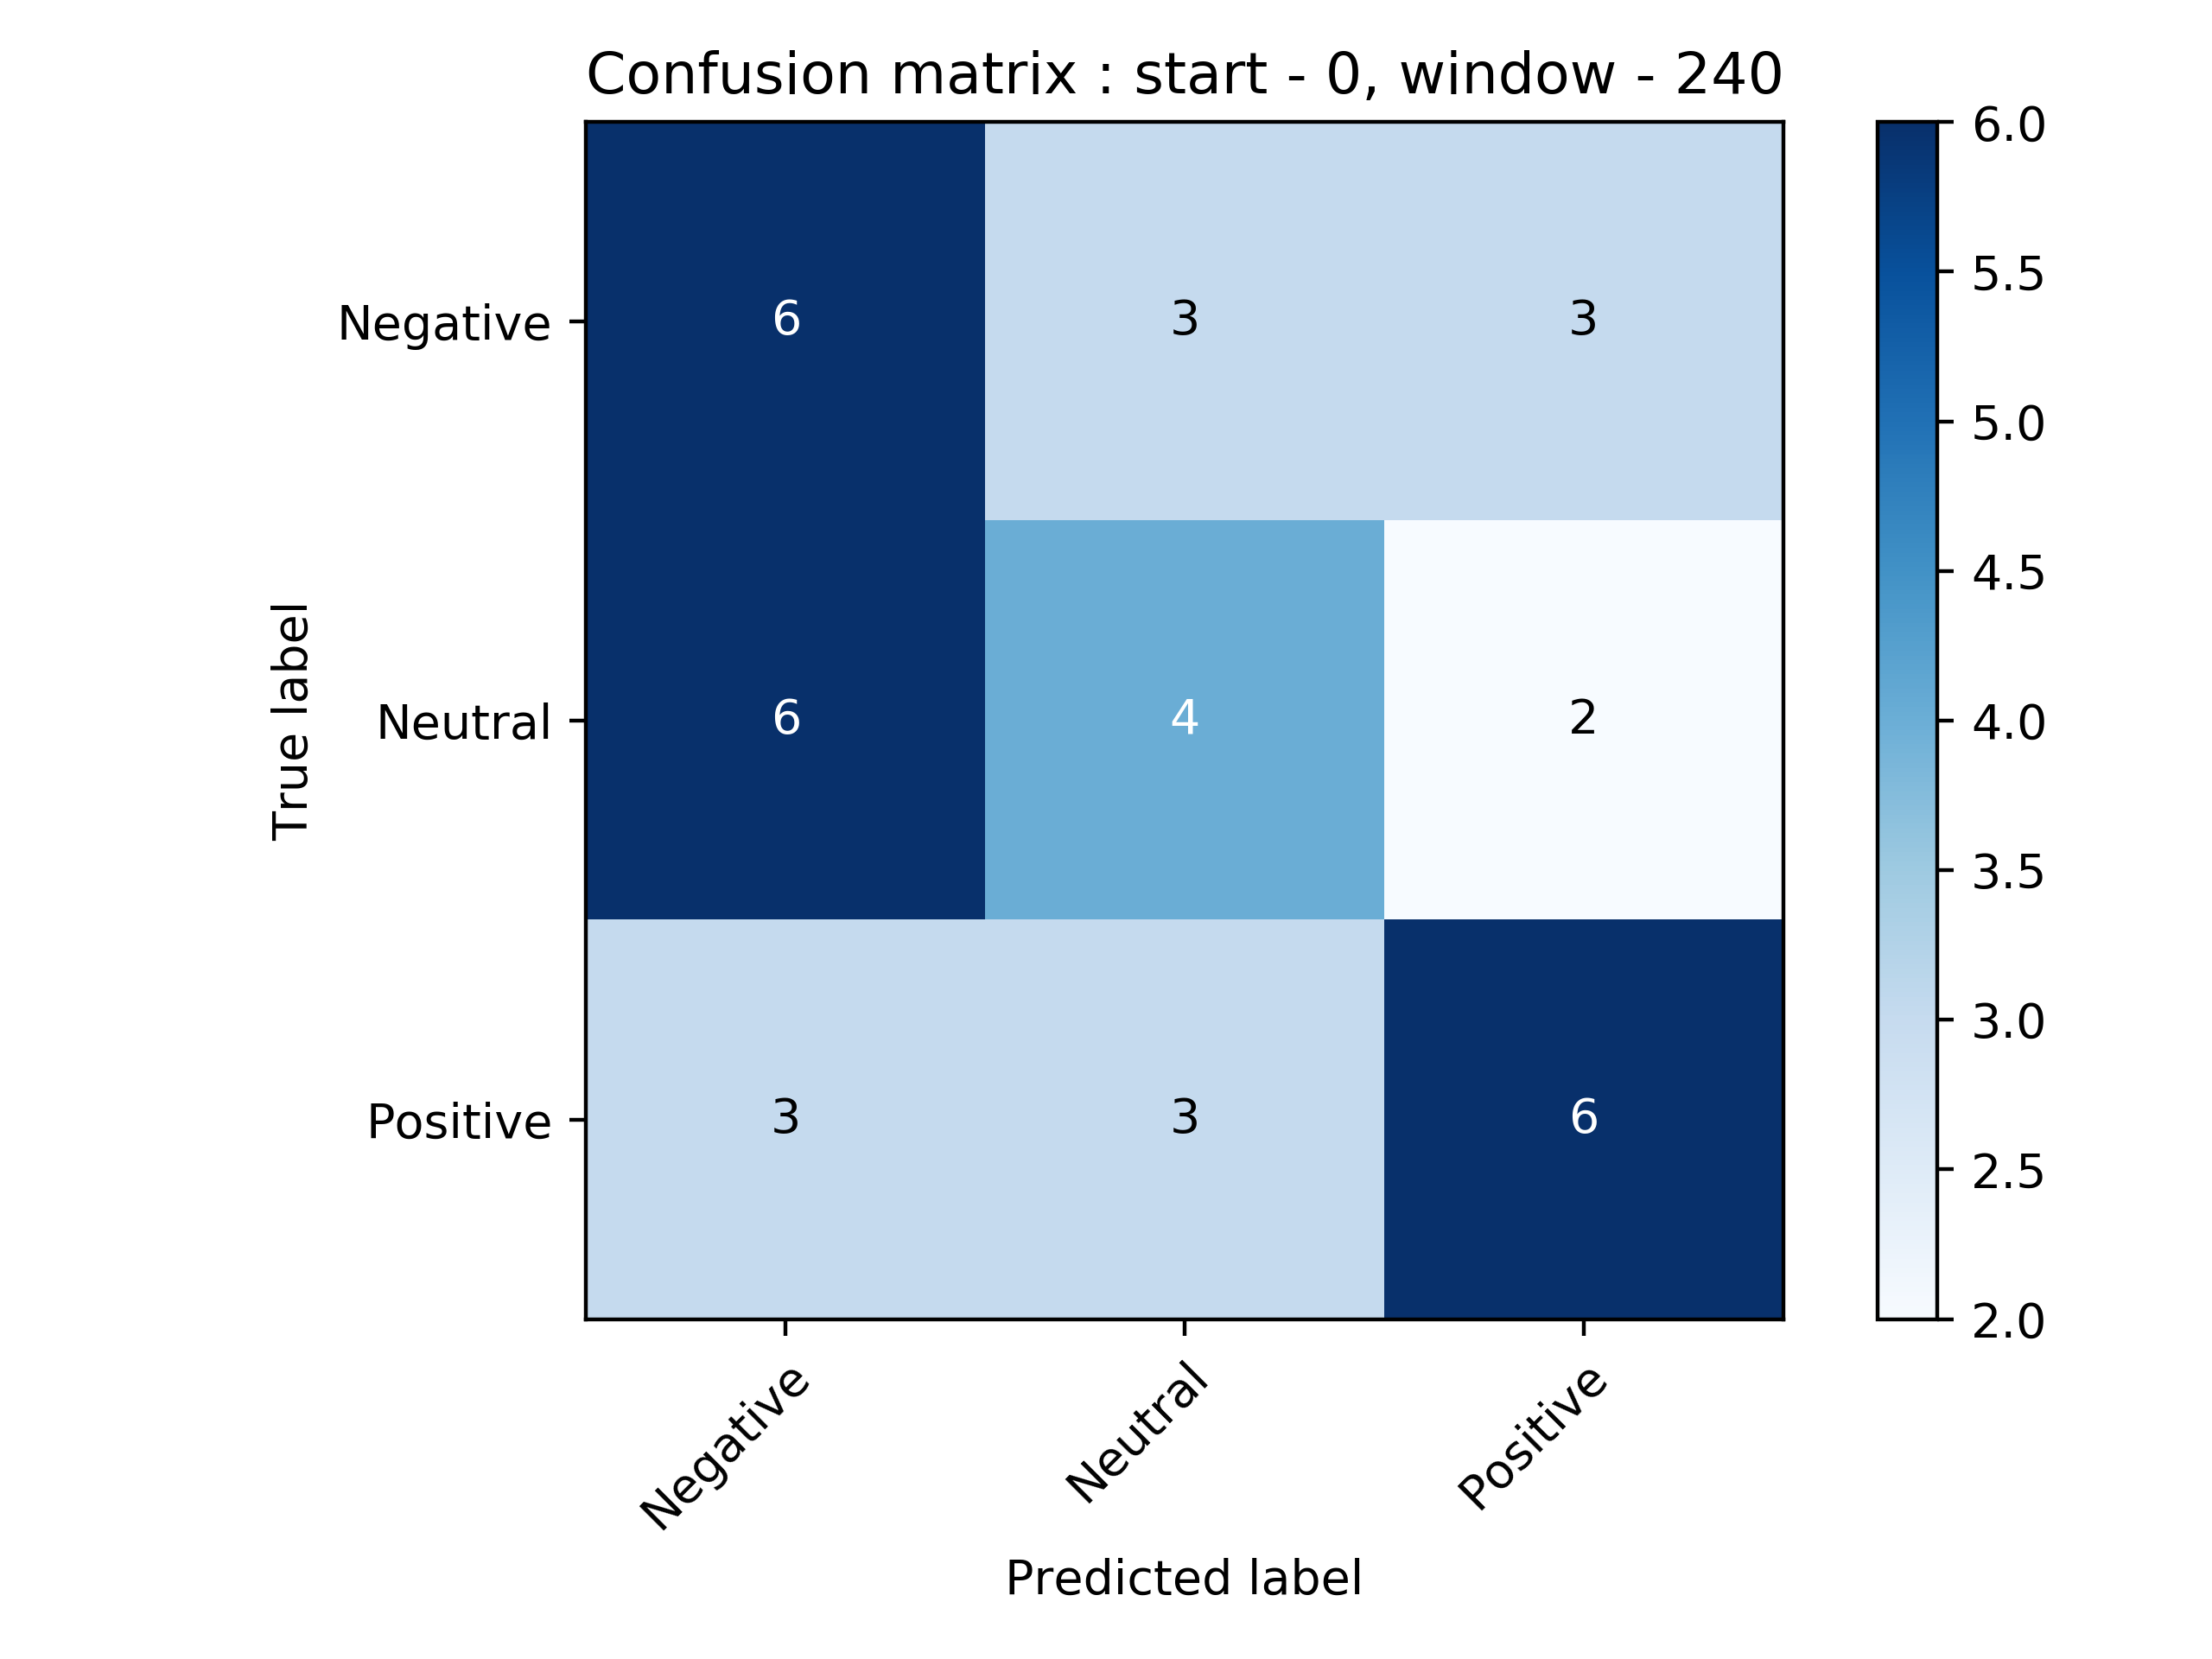 Confusion matrix : start - 0, window - 240
True label
Negative
6
3
3
Neutral
6
4
2
Positive
3
3
6
Negative
Neutral
Positive
Predicted label
6.0
5.5
5.0
4.5
4.0
3.5
3.0
2.5
2.0